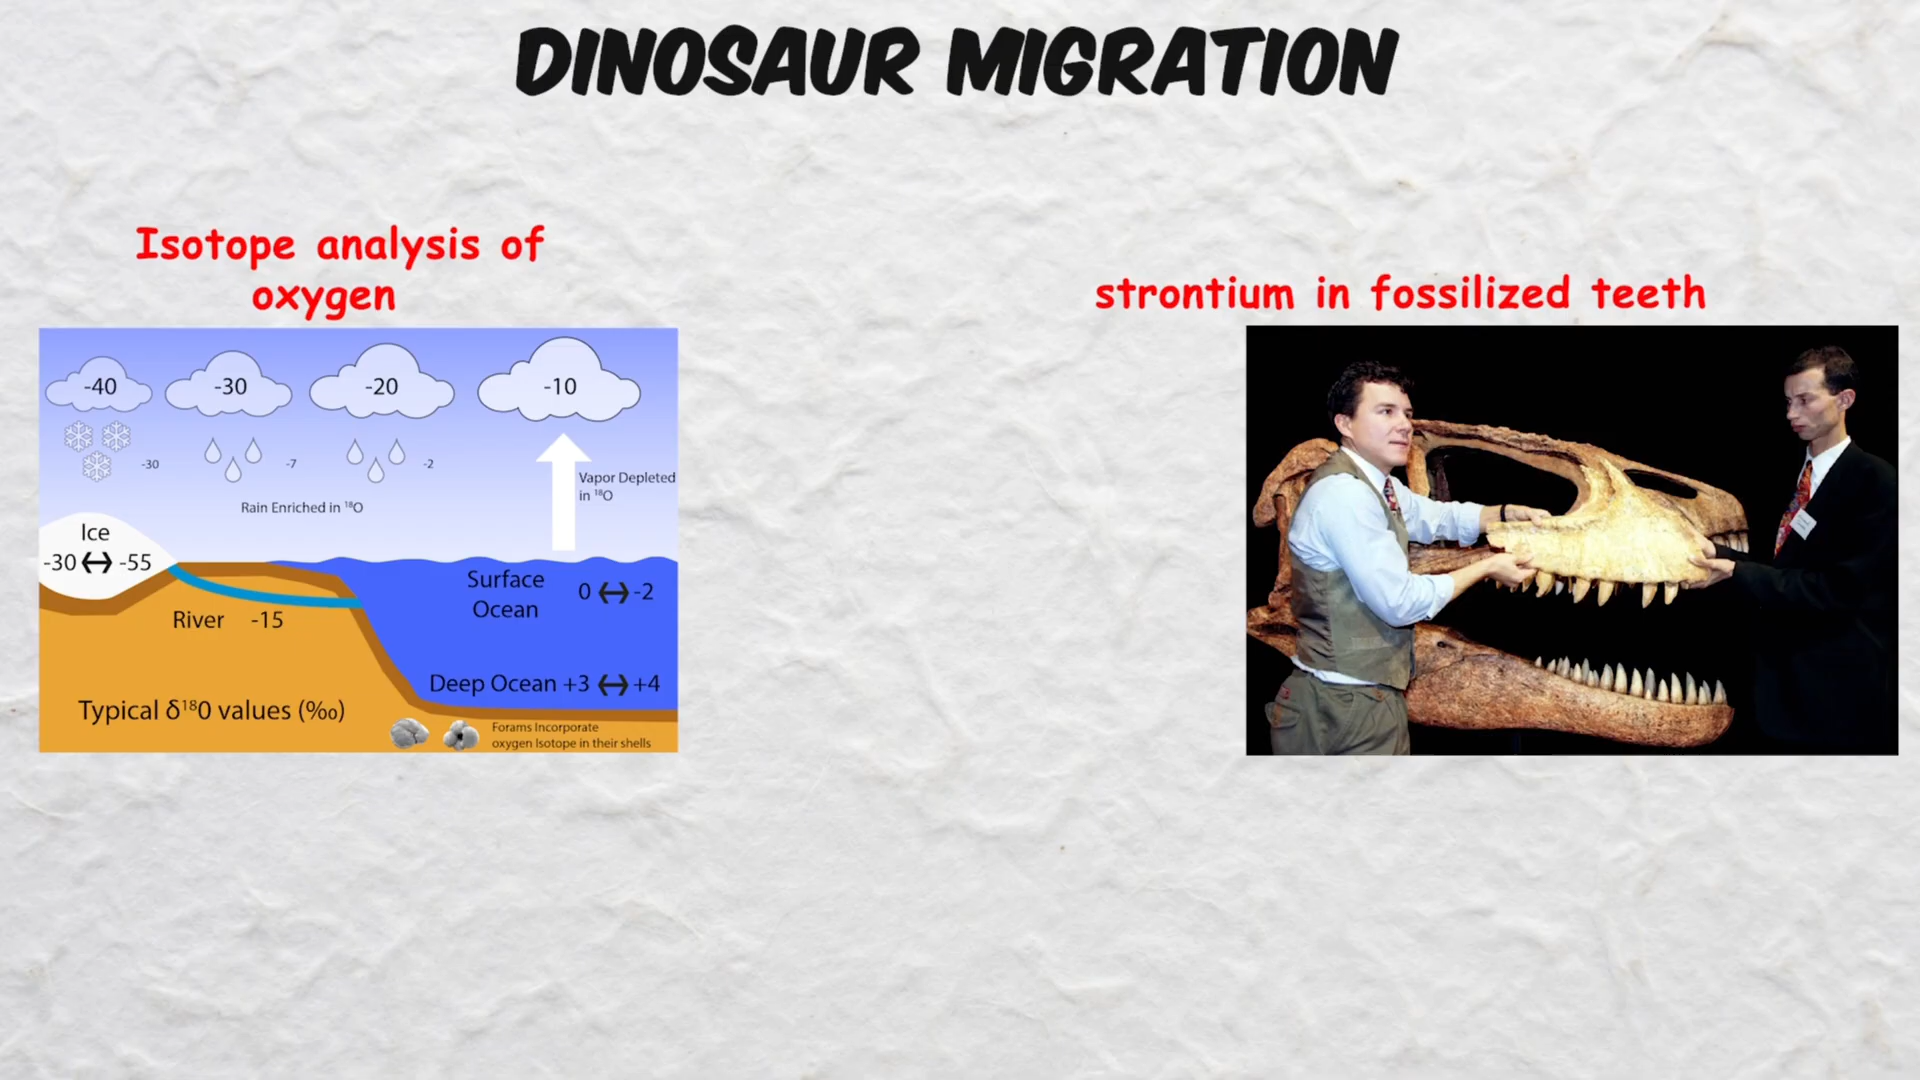 DINOSAUR MIGRATION
Isotope analysis of
oxygen
strontium in fossilized teeth
-40
-30
-20
-10
-30
-7
-2
Vapor Depleted
in ¹⁸O
Rain Enriched in ¹⁸O
Ice
-30 ↔ -55
River -15
Surface
Ocean
0 ↔ -2
Deep Ocean +3 ↔ +4
Typical δ¹⁸0 values (‰)
Forams Incorporate
oxygen Isotope in their shells